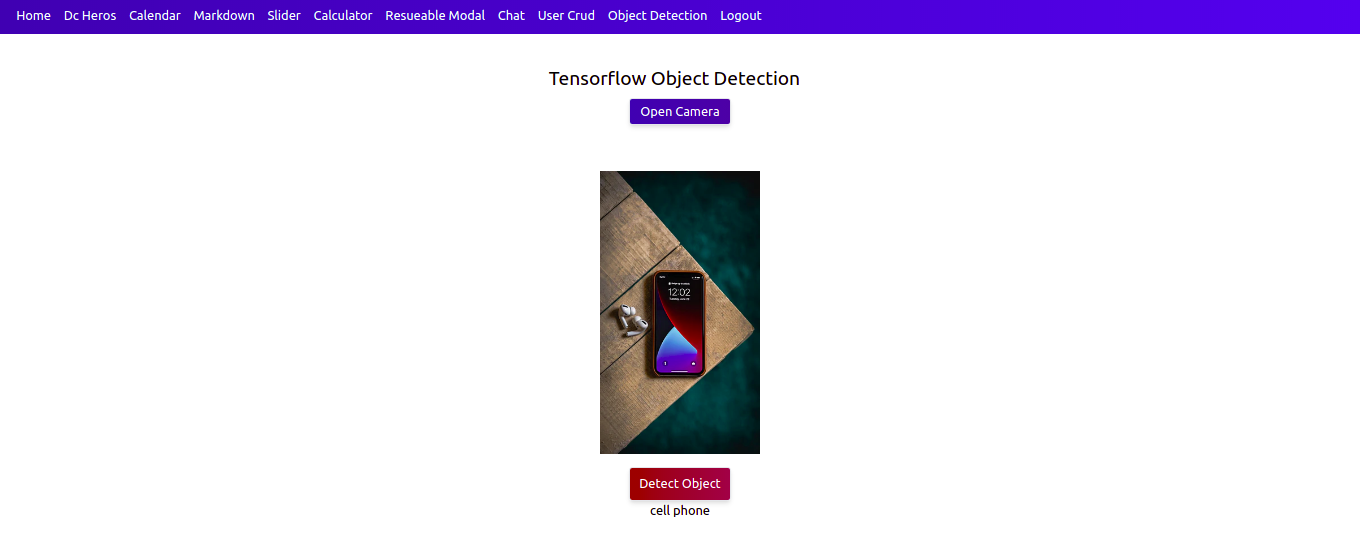 Home Dc Heros Calendar Markdown Slider Calculator Resueable Modal Chat User Crud Object Detection Logout
Tensorflow Object Detection
Open Camera
12:02
Detect Object
cell phone